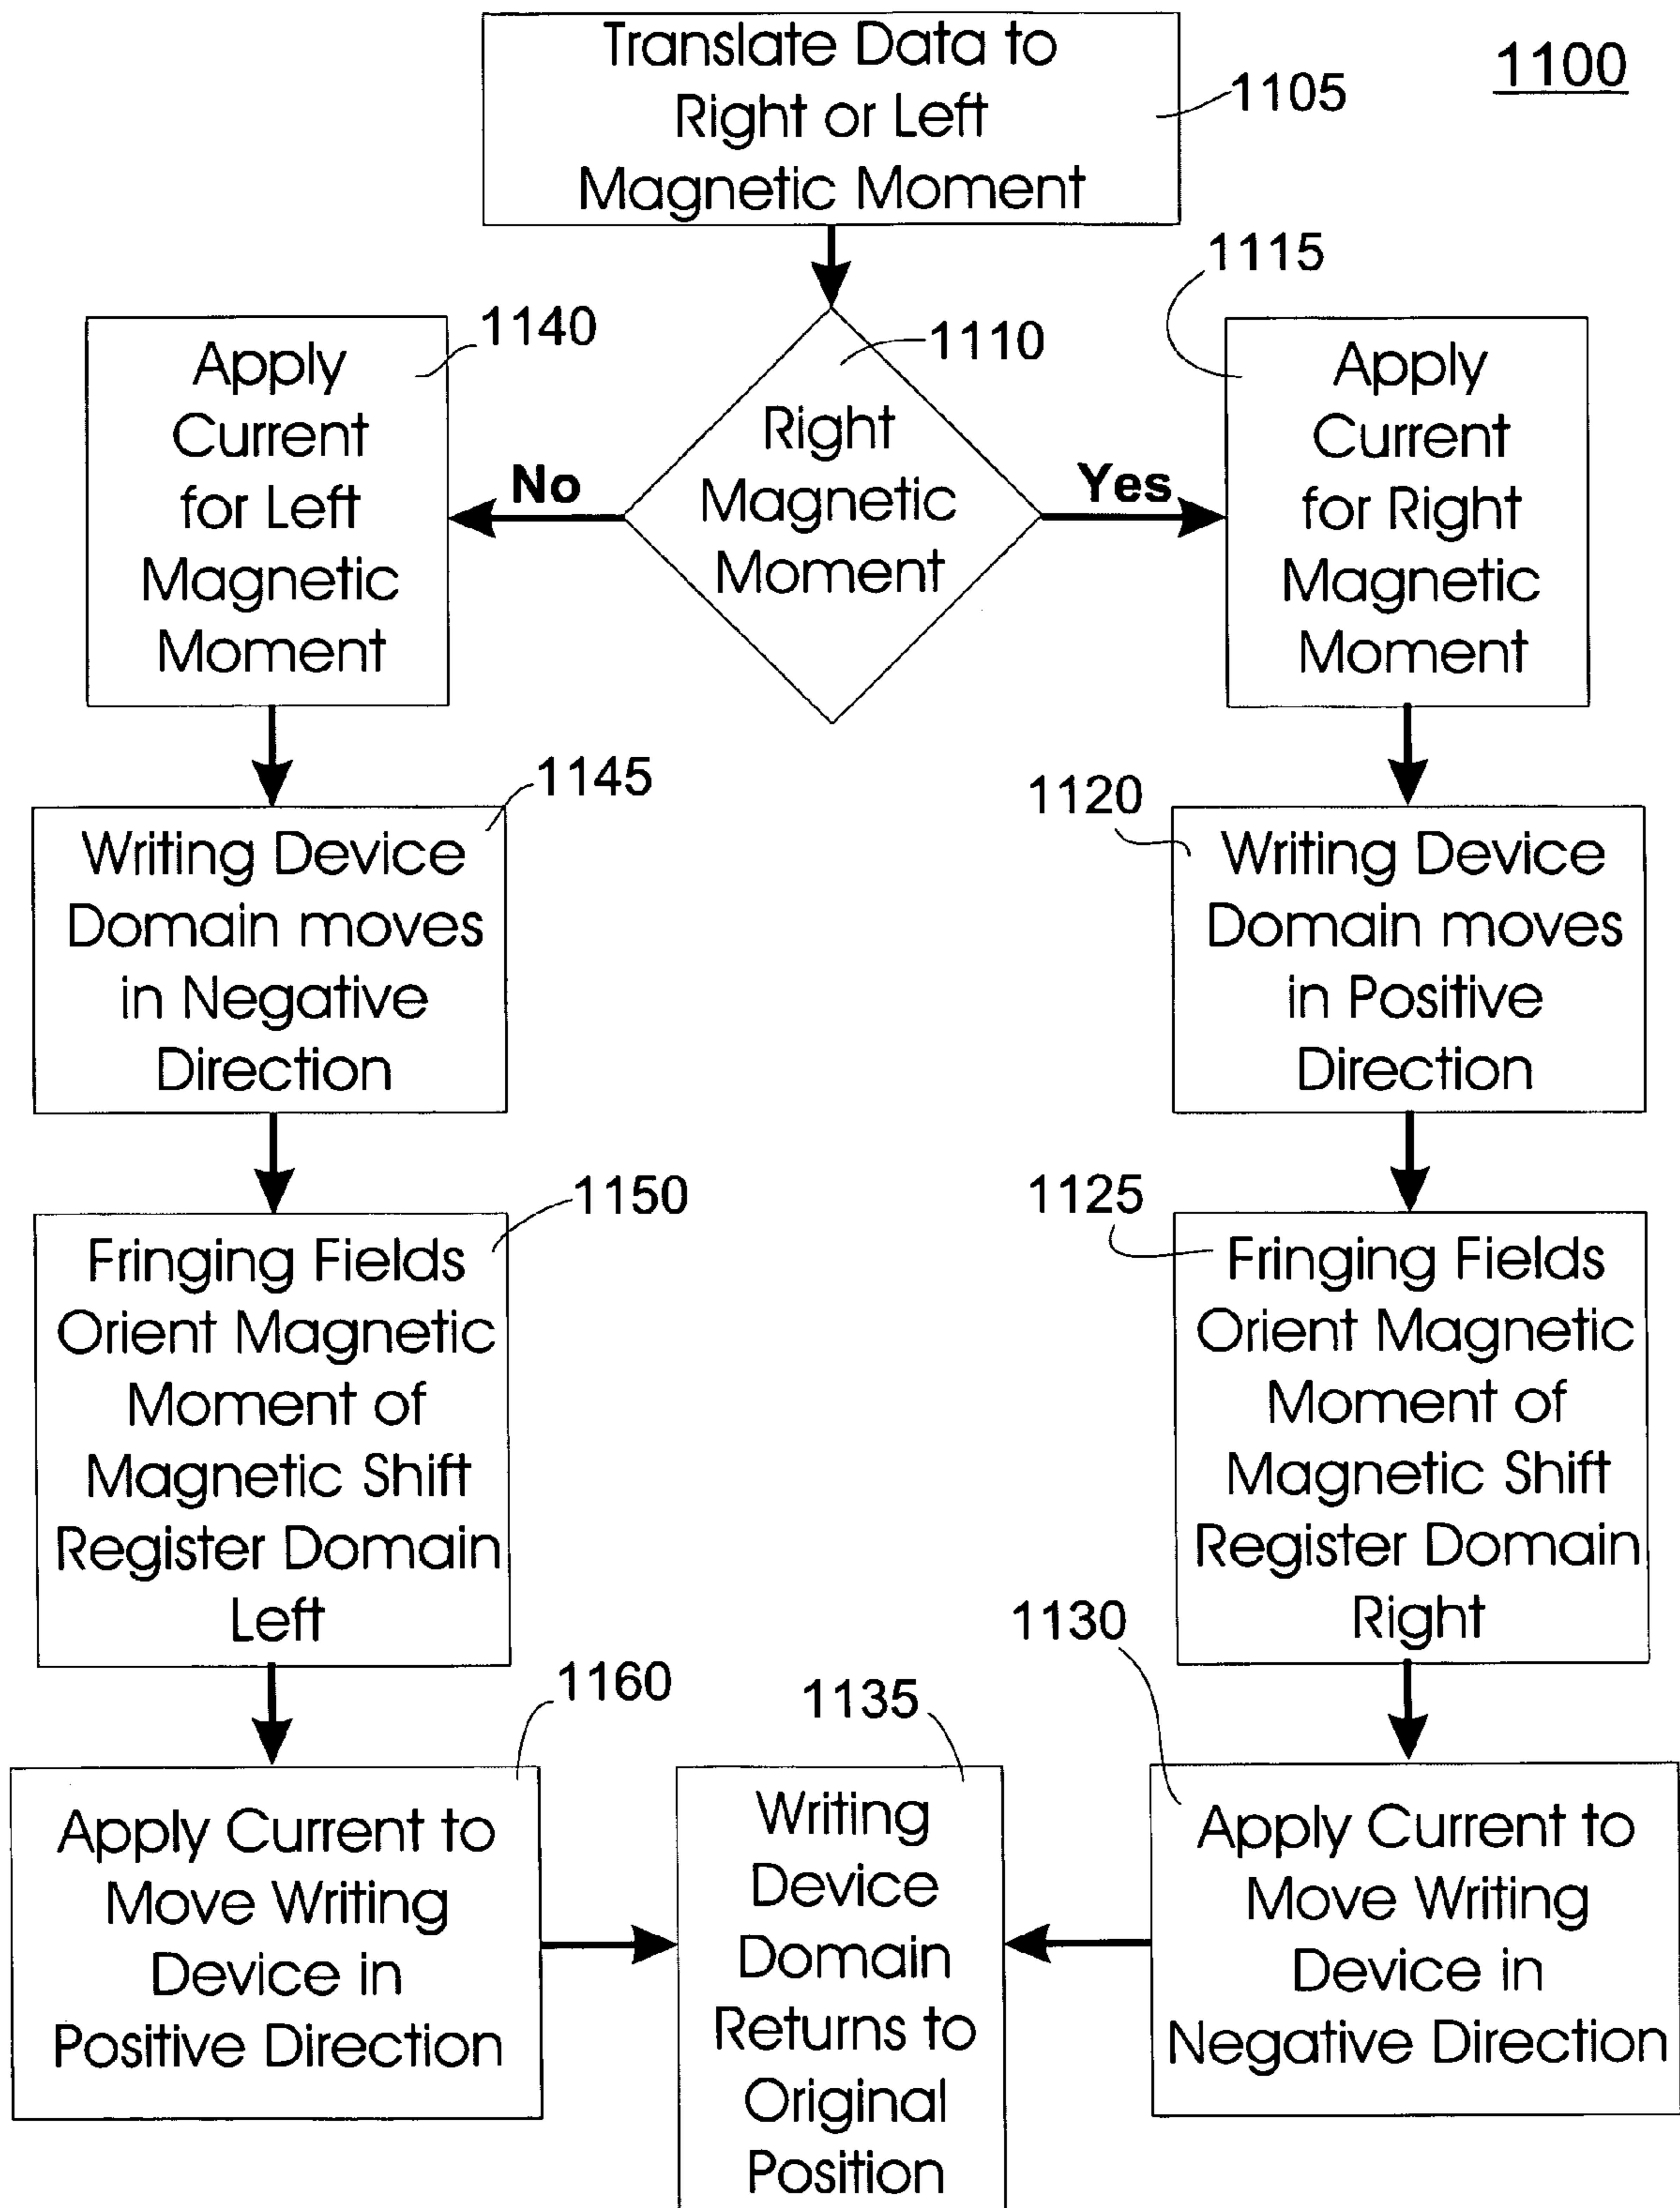 Translate Data to
Right or Left
Magnetic Moment
1105
1100
1110
Right
Magnetic
Moment
No
Yes
1140
Apply
Current
for Left
Magnetic
Moment
1115
Apply
Current
for Right
Magnetic
Moment
1145
Writing Device
Domain moves
in Negative
Direction
1120
Writing Device
Domain moves
in Positive
Direction
1150
Fringing Fields
Orient Magnetic
Moment of
Magnetic Shift
Register Domain
Left
1125
Fringing Fields
Orient Magnetic
Moment of
Magnetic Shift
Register Domain
Right
1160
Apply Current to
Move Writing
Device in
Positive Direction
1135
Writing
Device
Domain
Returns to
Original
Position
1130
Apply Current to
Move Writing
Device in
Negative Direction